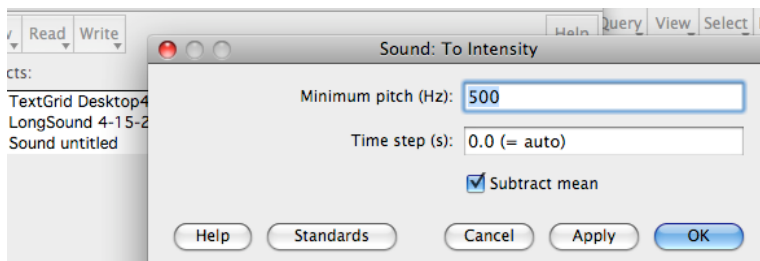 Read Write
Help
Query View Select
cts:
TextGrid Desktop4
LongSound 4-15-2
Sound untitled
Sound: To Intensity
Minimum pitch (Hz): 500
Time step (s): 0.0 (= auto)
Subtract mean
Help Standards Cancel Apply OK